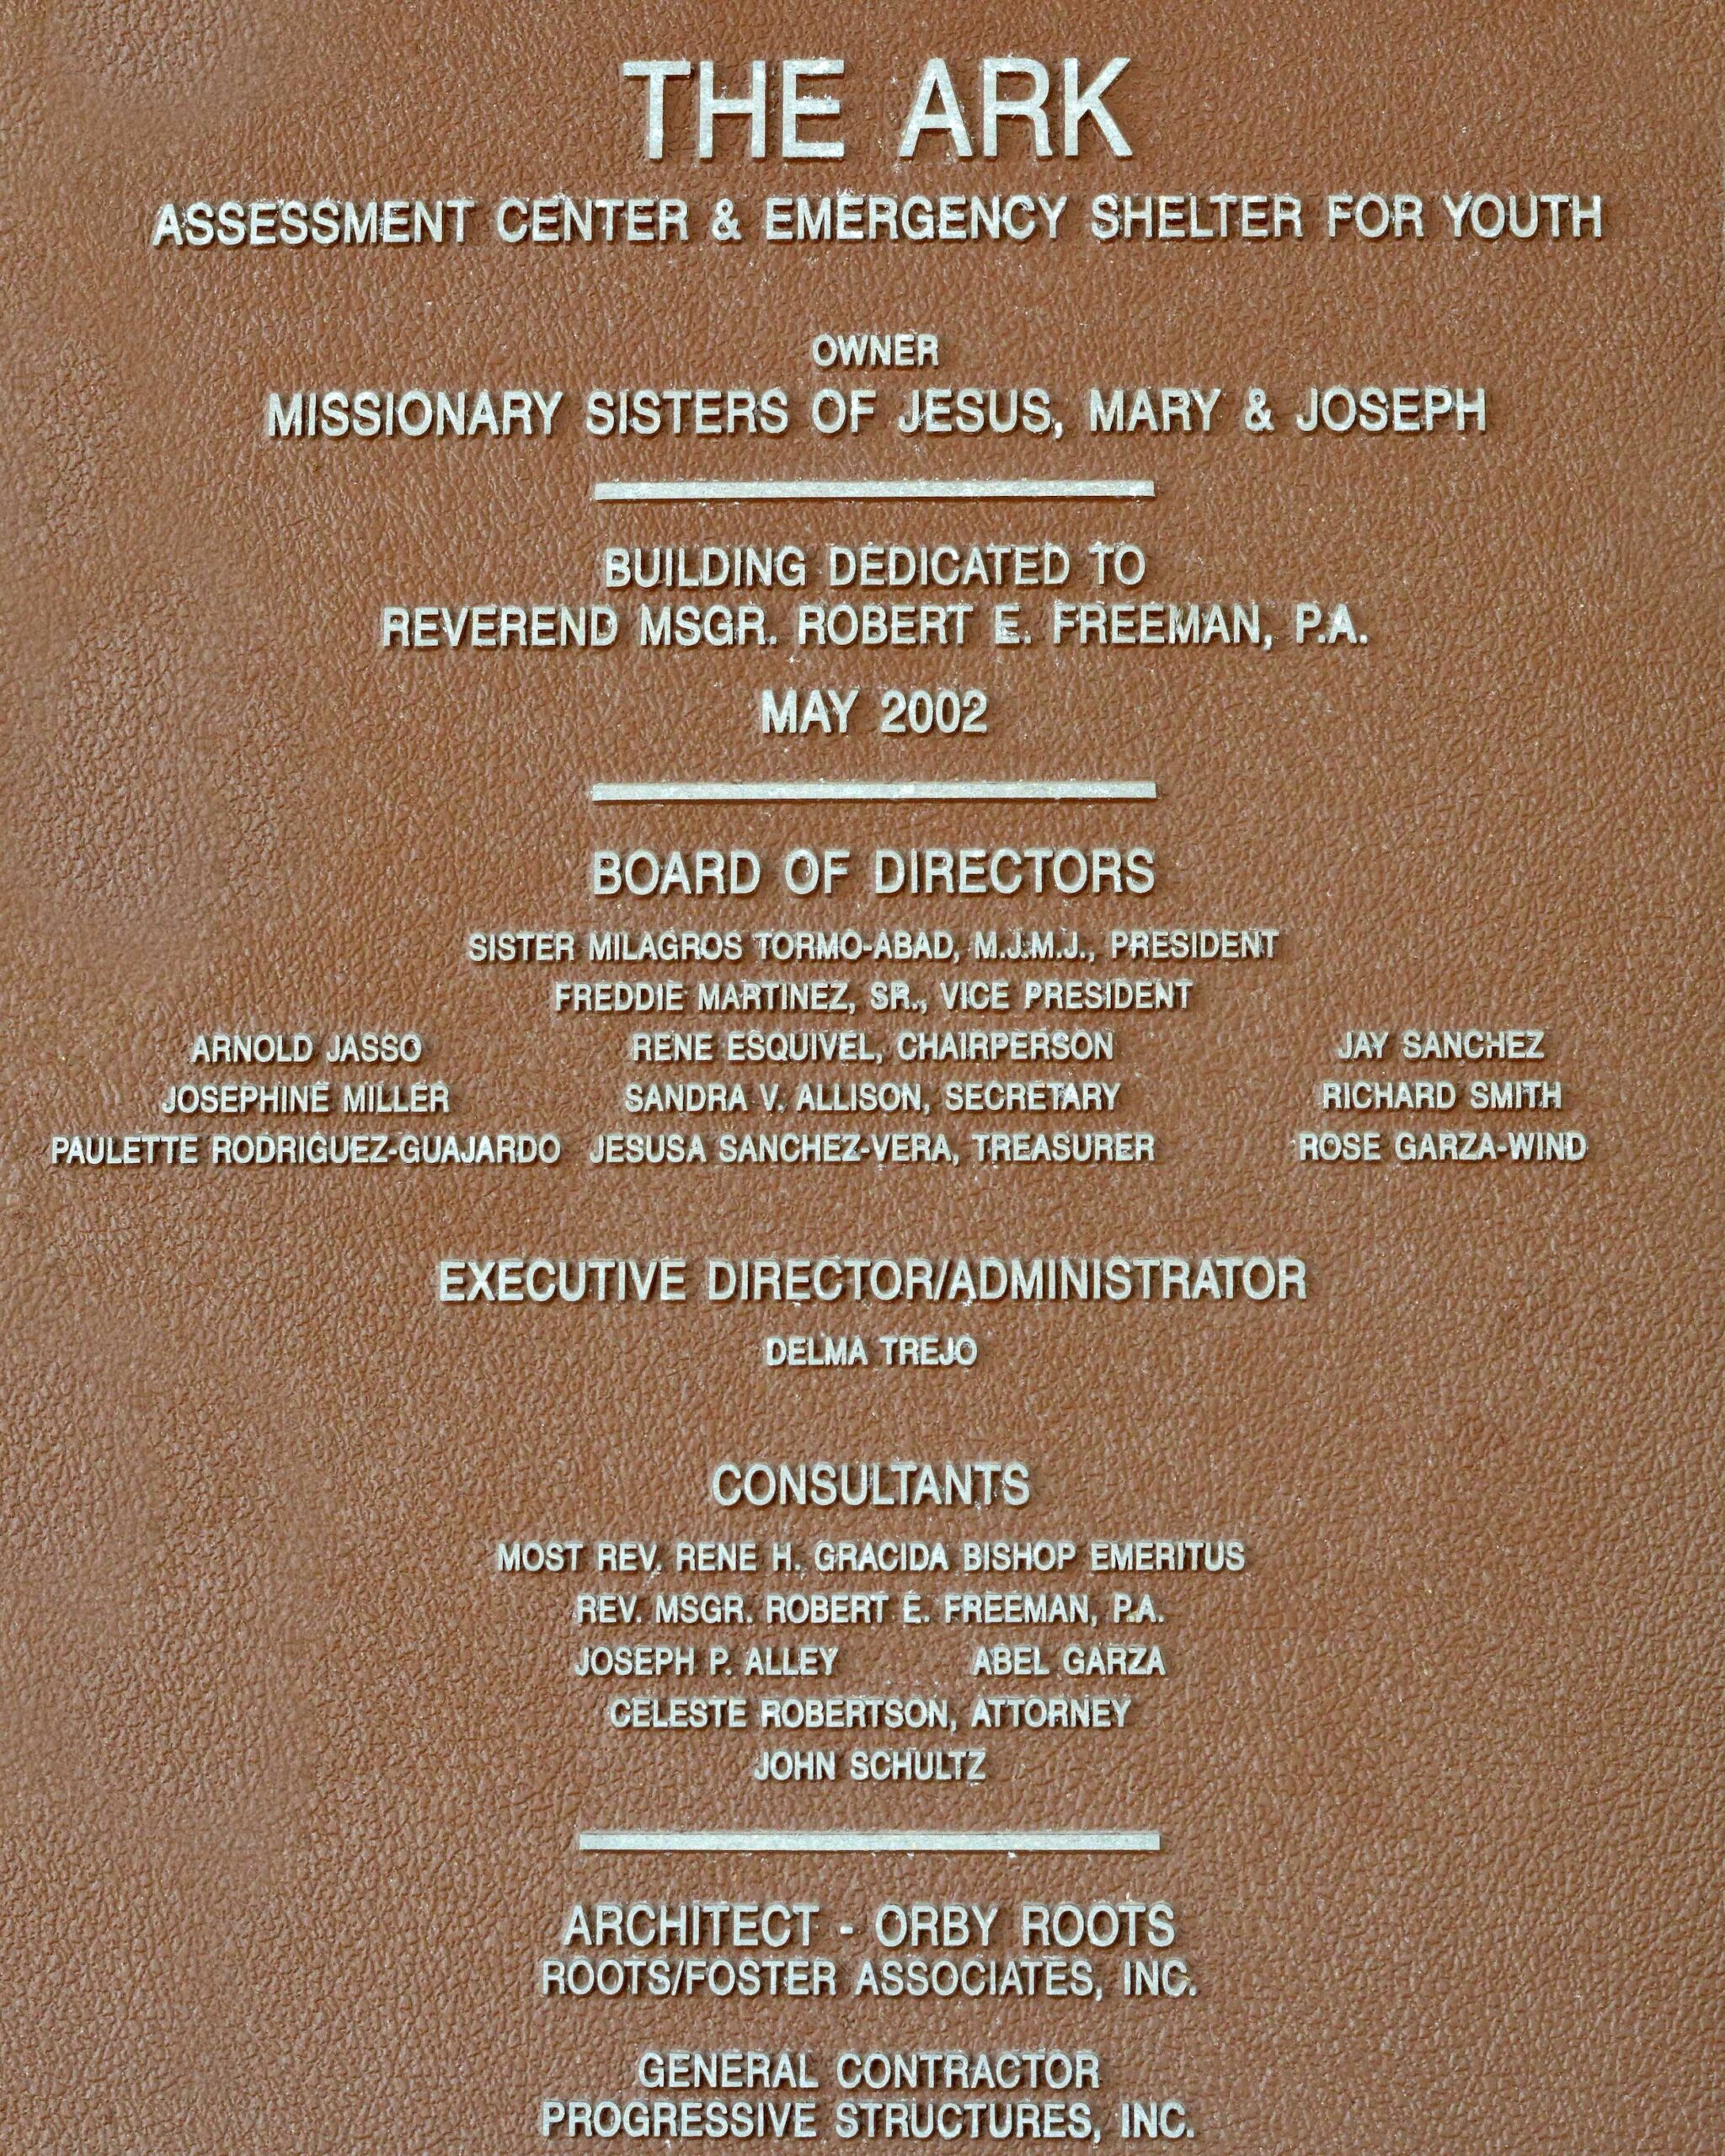 THE ARK
ASSESSMENT CENTER & EMERGENCY SHELTER FOR YOUTH
OWNER
MISSIONARY SISTERS OF JESUS, MARY & JOSEPH
BUILDING DEDICATED TO
REVEREND MSGR. ROBERT E. FREEMAN, P.A.
MAY 2002
BOARD OF DIRECTORS
SISTER MILAGROS TORMO-ABAD, M.J.M.J., PRESIDENT
FREDDIE MARTINEZ, SR., VICE PRESIDENT
ARNOLD JASSO RENE ESQUIVEL, CHAIRPERSON JAY SANCHEZ
JOSEPHINE MILLER SANDRA V. ALLISON, SECRETARY RICHARD SMITH
PAULETTE RODRIGUEZ-GUAJARDO JESUSA SANCHEZ-VERA, TREASURER ROSE GARZA-WIND
EXECUTIVE DIRECTOR/ADMINISTRATOR
DELMA TREJO
CONSULTANTS
MOST REV. RENE H. GRACIDA BISHOP EMERITUS
REV. MSGR. ROBERT E. FREEMAN, P.A.
JOSEPH P. ALLEY ABEL GARZA
CELESTE ROBERTSON, ATTORNEY
JOHN SCHULTZ
ARCHITECT - ORBY ROOTS
ROOTS/FOSTER ASSOCIATES, INC.
GENERAL CONTRACTOR
PROGRESSIVE STRUCTURES, INC.